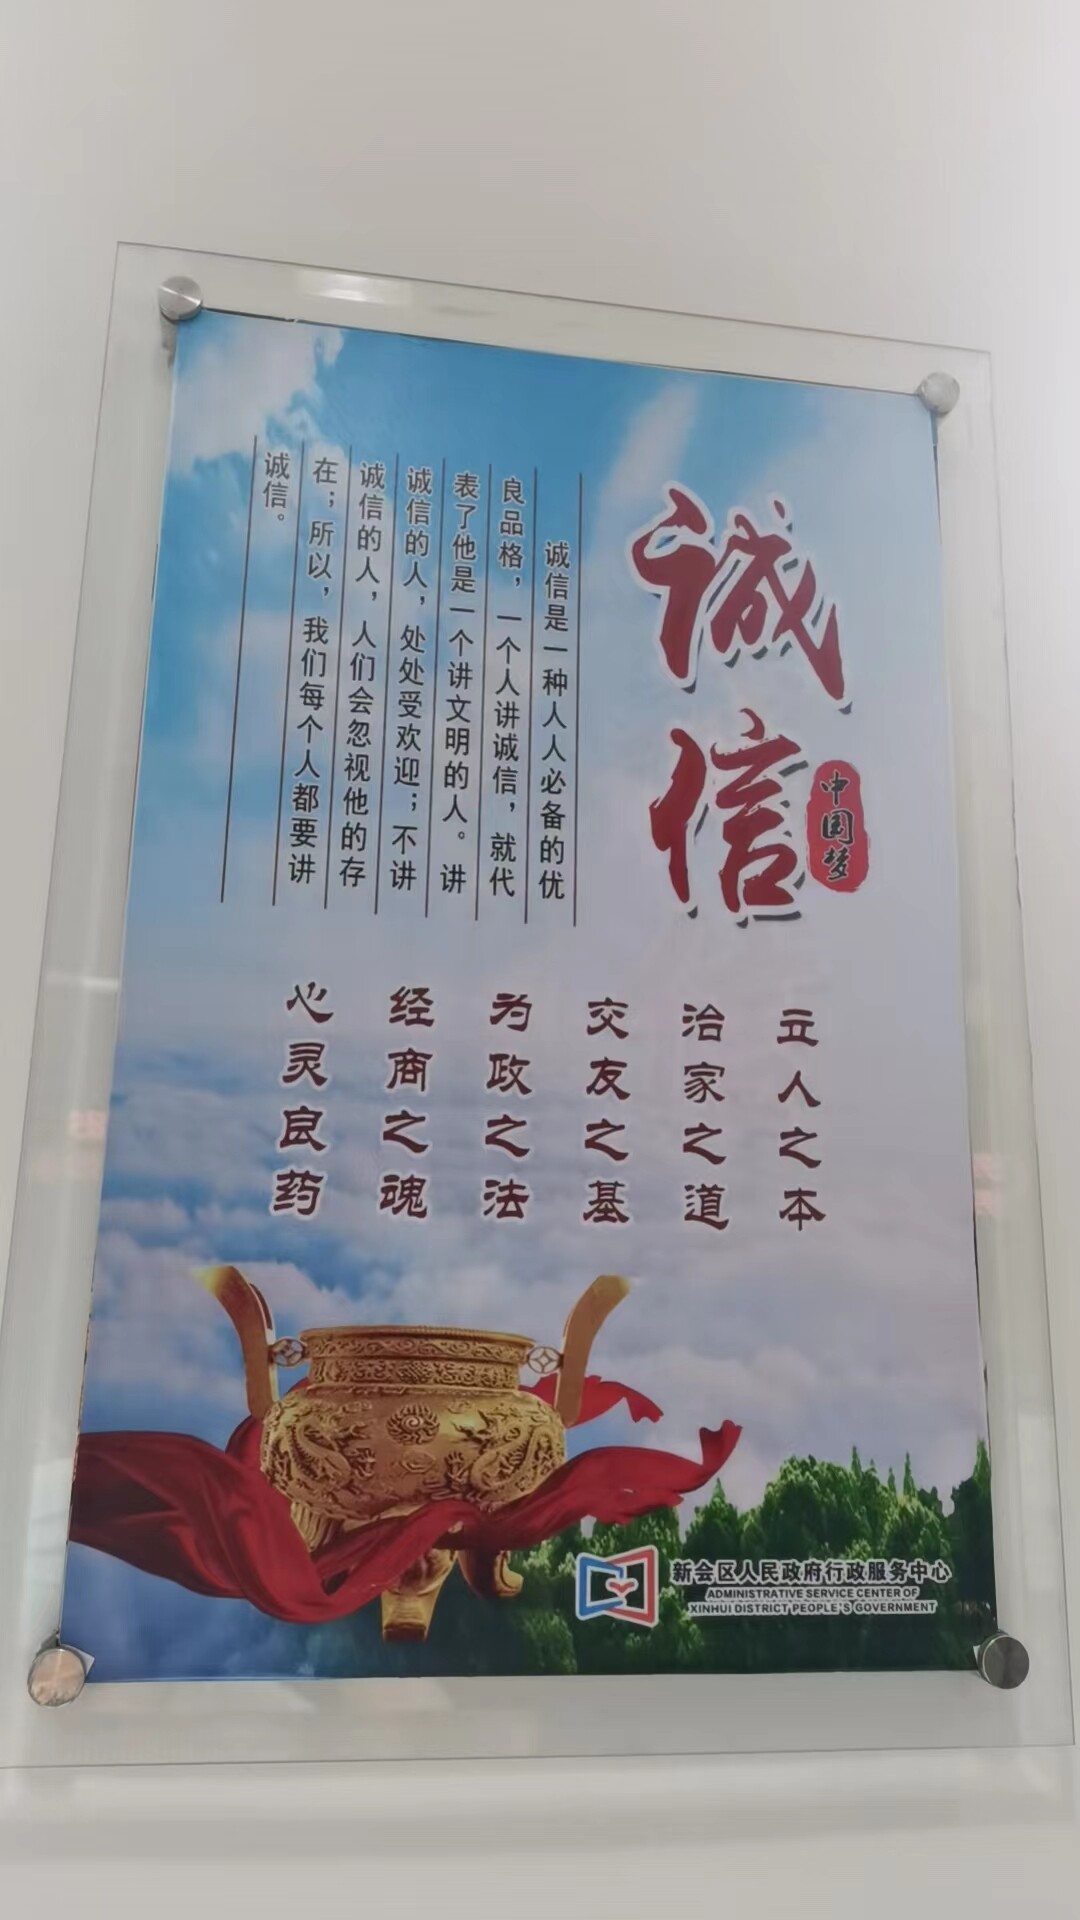 诚信
中国梦
诚信是一种人人必备的优
良品格，一个人讲诚信，就代
表了他是一个讲文明的人。讲
诚信的人，处处受欢迎；不讲
诚信的人，人们会忽视他的存
在；所以，我们每个人都要讲
诚信。
立人之本
治家之道
交友之基
为政之法
经商之魂
心灵良药
新会区人民政府行政服务中心
ADMINISTRATIVE SERVICE CENTER OF
XINHUI DISTRICT PEOPLE'S GOVERNMENT